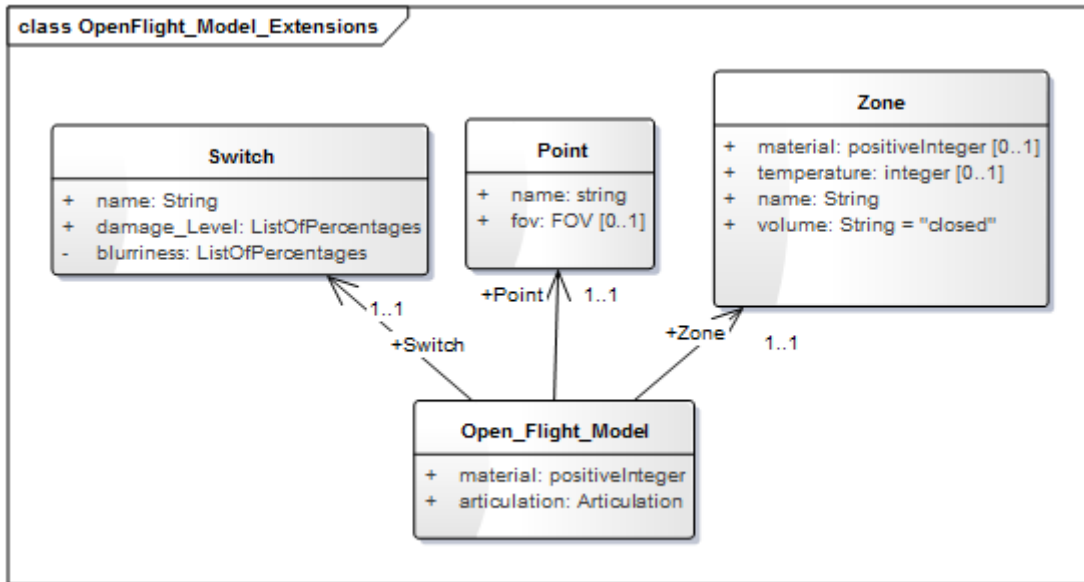 class OpenFlight_Model_Extensions
Switch
+ name: String
+ damage_Level: ListOfPercentages
- blurriness: ListOfPercentages
Point
+ name: string
+ fov: FOV [0..1]
Zone
+ material: positiveInteger [0..1]
+ temperature: integer [0..1]
+ name: String
+ volume: String = "closed"
1..1
+Switch
+Point
1..1
+Zone
1..1
Open_Flight_Model
+ material: positiveInteger
+ articulation: Articulation